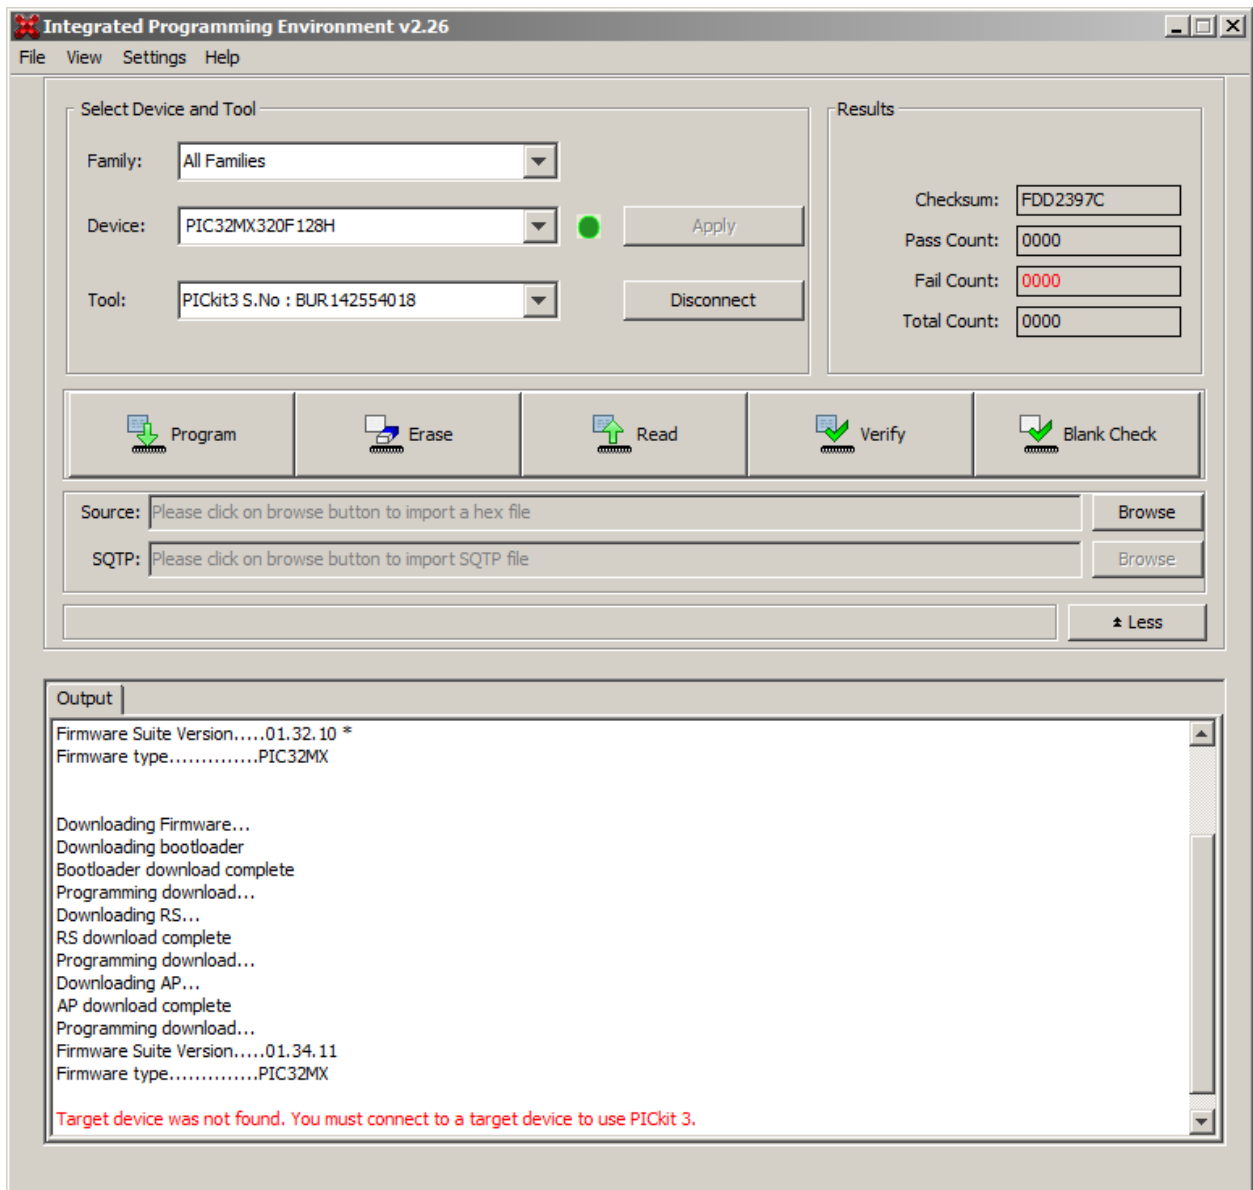 Integrated Programming Environment v2.26
File View Settings Help
Select Device and Tool
Family: All Families
Device: PIC32MX320F128H Apply
Tool: PICkit3 S.No : BUR142554018 Disconnect
Results
Checksum: FDD2397C
Pass Count: 0000
Fail Count: 0000
Total Count: 0000
Program Erase Read Verify Blank Check
Source: Please click on browse button to import a hex file Browse
SQTP: Please click on browse button to import SQTP file Browse
Less
Output
Firmware Suite Version.....01.32.10 *
Firmware type..............PIC32MX
Downloading Firmware...
Downloading bootloader
Bootloader download complete
Programming download...
Downloading RS...
RS download complete
Programming download...
Downloading AP...
AP download complete
Programming download...
Firmware Suite Version.....01.34.11
Firmware type..............PIC32MX
Target device was not found. You must connect to a target device to use PICkit 3.